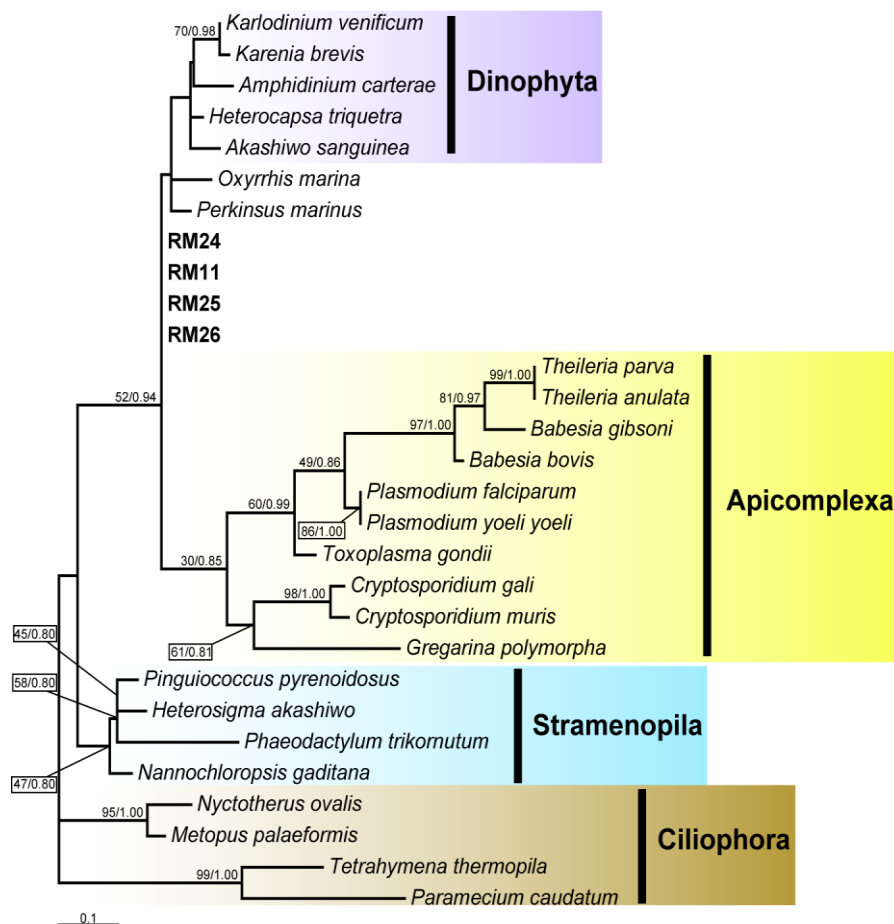 Karlodinium venificum
70/0.98
Karenia brevis
Amphidinium carterae
Dinophyta
Heterocapsa triquetra
Akashiwo sanguinea
Oxyrrhis marina
Perkinsus marinus
RM24
RM11
RM25
RM26
Theileria parva
99/1.00
Theileria anulata
81/0.97
52/0.94
Babesia gibsoni
97/1.00
Babesia bovis
49/0.86
Plasmodium falciparum
Apicomplexa
60/0.99
Plasmodium yoeli yoeli
86/1.00
Toxoplasma gondii
30/0.85
Cryptosporidium gali
98/1.00
Cryptosporidium muris
45/0.80
Gregarina polymorpha
61/0.81
Pinguiococcus pyrenoidosus
58/0.80
Heterosigma akashiwo
Stramenopila
Phaeodactylum trikornutum
Nannochloropsis gaditana
47/0.80
Nyctotherus ovalis
95/1.00
Metopus palaeformis
Ciliophora
Tetrahymena thermopila
99/1.00
Paramecium caudatum
0.1